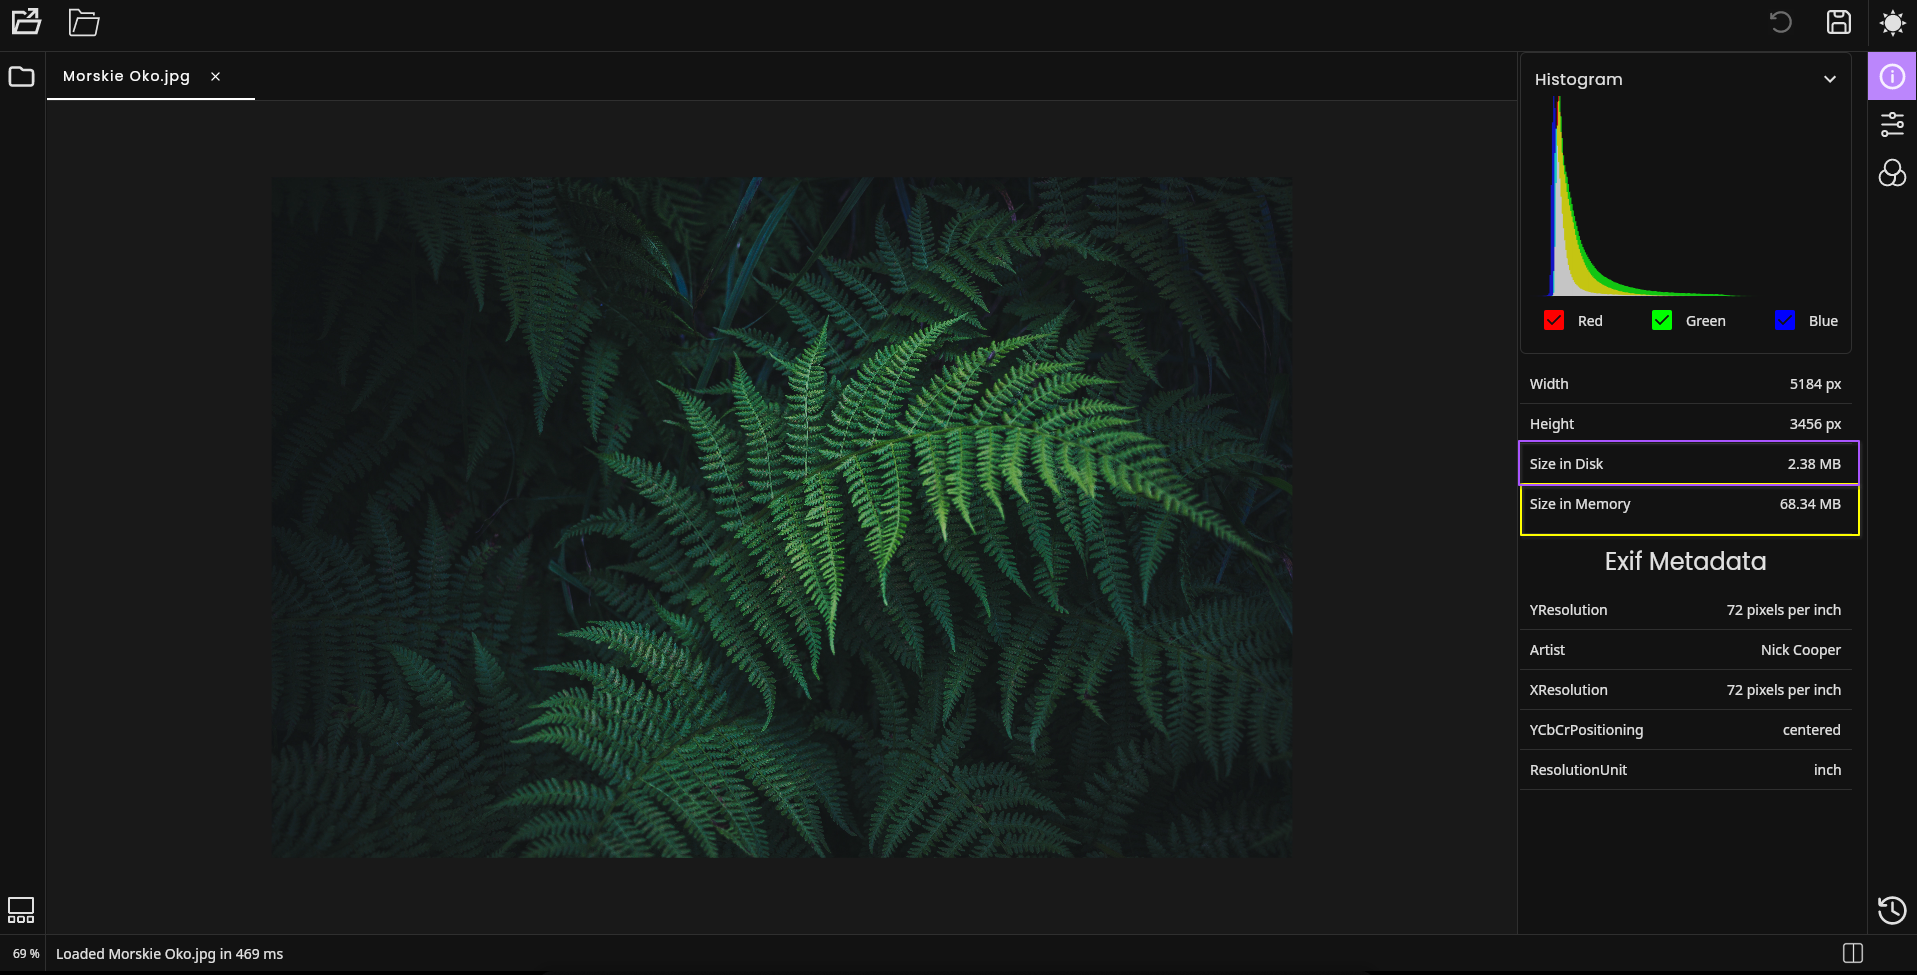 Morskie Oko.jpg
Histogram
Red Green Blue
Width 5184 px
Height 3456 px
Size in Disk 2.38 MB
Size in Memory 68.34 MB
Exif Metadata
YResolution 72 pixels per inch
Artist Nick Cooper
XResolution 72 pixels per inch
YCbCrPositioning centered
ResolutionUnit inch
69 % Loaded Morskie Oko.jpg in 469 ms